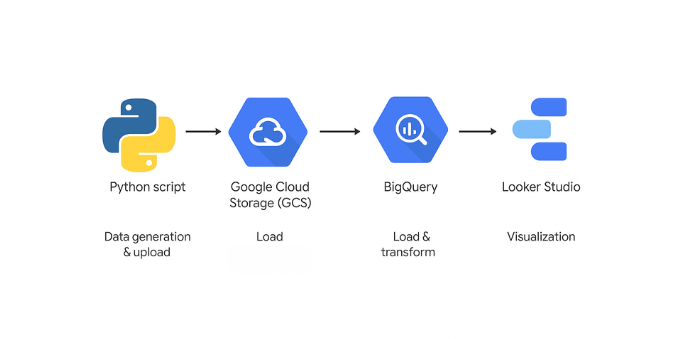 Python script
Google Cloud
Storage (GCS)
BigQuery
Looker Studio
Data generation
& upload
Load
Load &
transform
Visualization